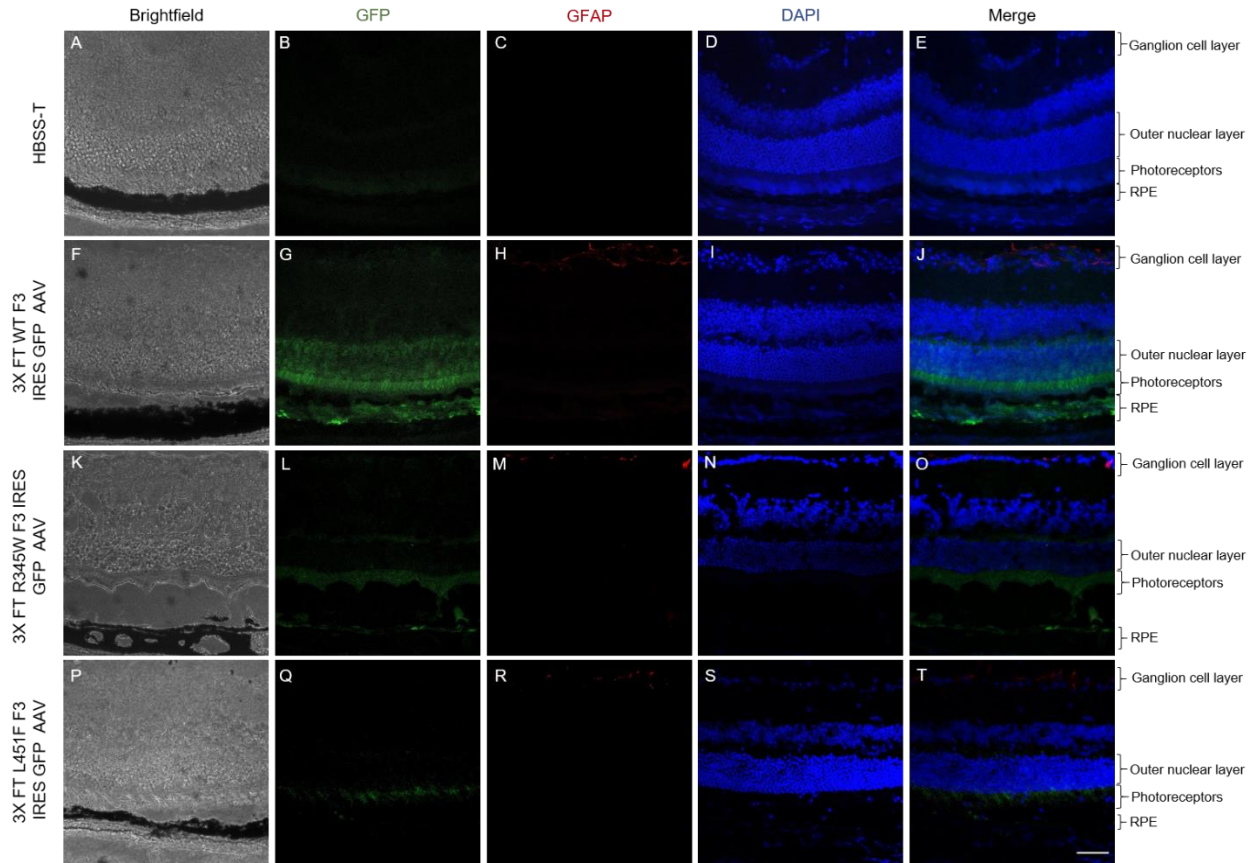 Brightfield GFP GFAP DAPI Merge
HBSS-T
A B C D E
Ganglion cell layer
Outer nuclear layer
Photoreceptors
RPE
3X FT WT F3
IRES GFP AAV
F G H I J
Ganglion cell layer
Outer nuclear layer
Photoreceptors
RPE
3X FT R345W F3 IRES
GFP AAV
K L M N O
Ganglion cell layer
Outer nuclear layer
Photoreceptors
RPE
3X FT L451F F3
IRES GFP AAV
P Q R S T
Ganglion cell layer
Outer nuclear layer
Photoreceptors
RPE